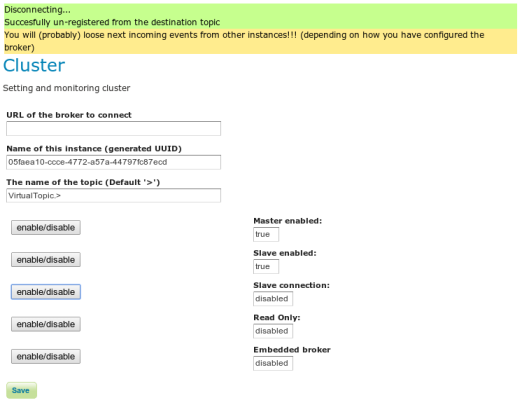 Disconnecting...
Succesfully un-registered from the destination topic
You will (probably) loose next incoming events from other instances!!! (depending on how you have configured the
broker)
Cluster
Setting and monitoring cluster
URL of the broker to connect
Name of this instance (generated UUID)
05faea10-ccce-4772-a57a-44797fc87ecd
The name of the topic (Default '>')
VirtualTopic.>
enable/disable
Master enabled:
true
enable/disable
Slave enabled:
true
enable/disable
Slave connection:
disabled
enable/disable
Read Only:
disabled
enable/disable
Embedded broker
disabled
Save